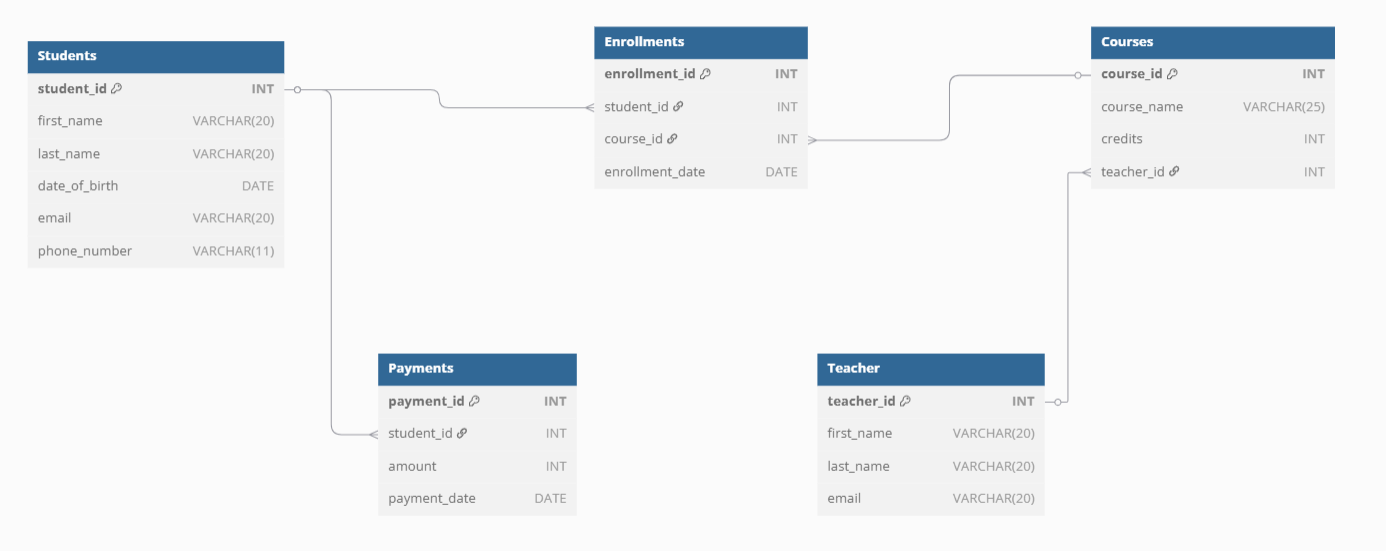 Students
student_id INT
first_name VARCHAR(20)
last_name VARCHAR(20)
date_of_birth DATE
email VARCHAR(20)
phone_number VARCHAR(11)
Enrollments
enrollment_id INT
student_id INT
course_id INT
enrollment_date DATE
Courses
course_id INT
course_name VARCHAR(25)
credits INT
teacher_id INT
Payments
payment_id INT
student_id INT
amount INT
payment_date DATE
Teacher
teacher_id INT
first_name VARCHAR(20)
last_name VARCHAR(20)
email VARCHAR(20)